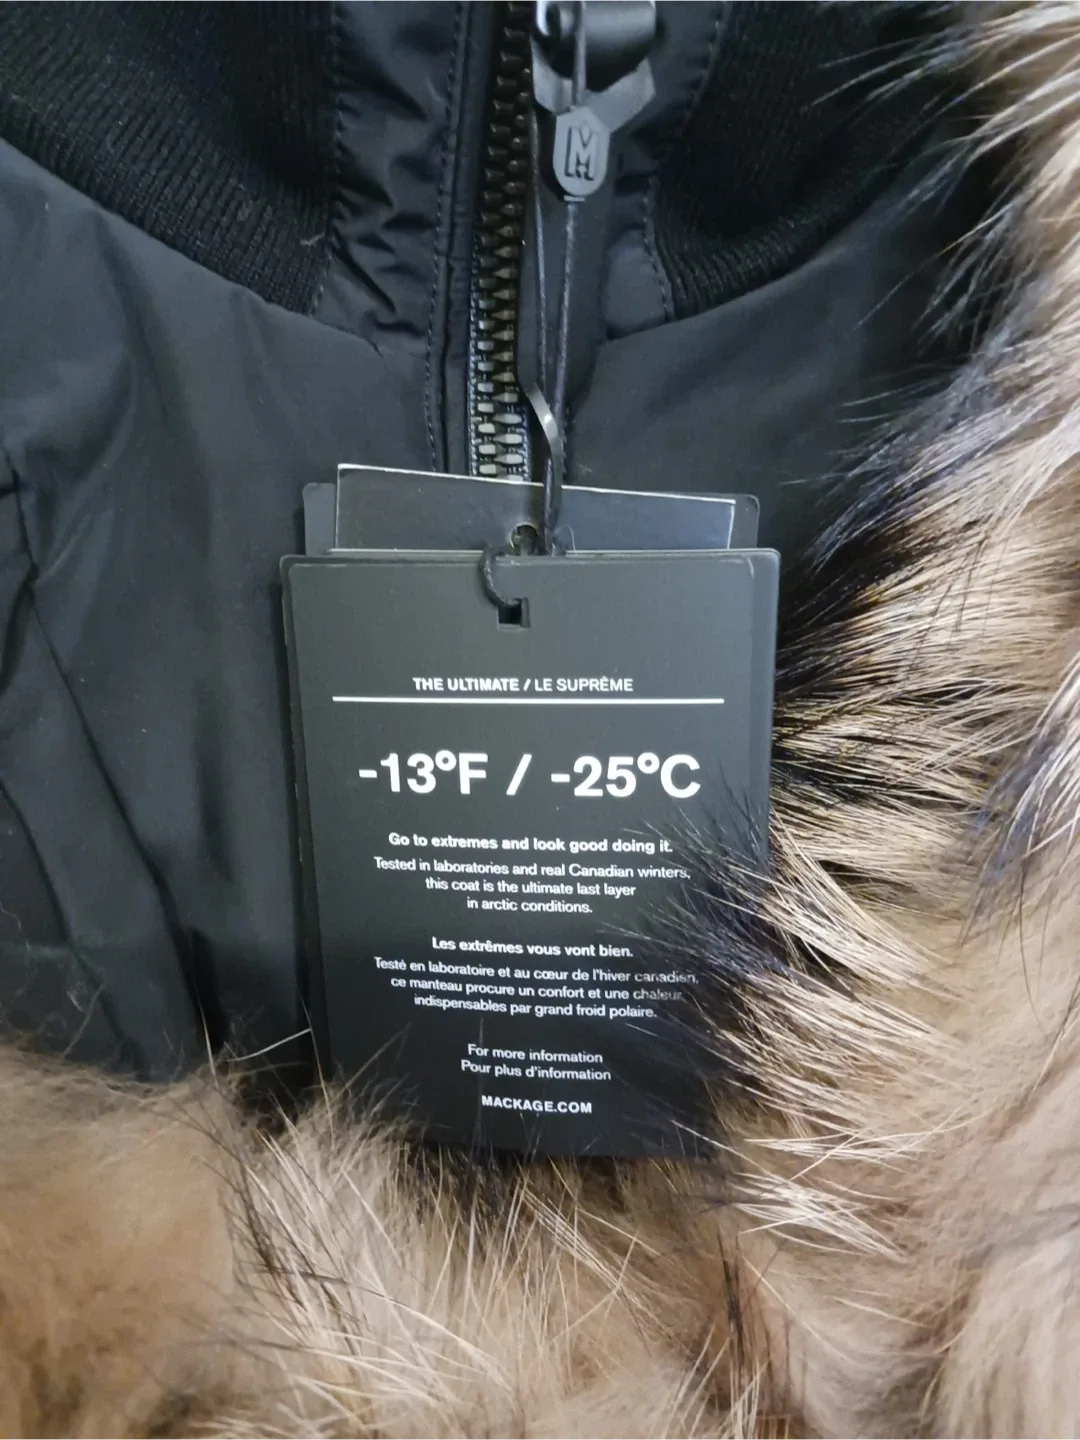 M
THE ULTIMATE / LE SUPRÊME
-13°F / -25°C
Go to extremes and look good doing it.
Tested in laboratories and real Canadian winters,
this coat is the ultimate last layer
in arctic conditions.
Les extrêmes vous vont bien.
Testé en laboratoire et au cœur de l'hiver canadien,
ce manteau procure un confort et une chaleur
indispensables par grand froid polaire.
For more information
Pour plus d'information
MACKAGE.COM